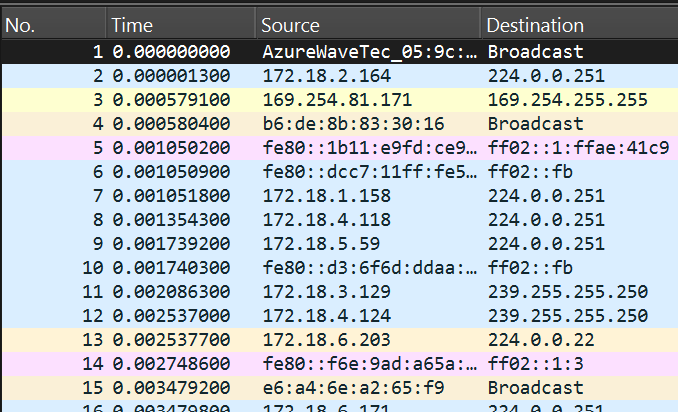 No. Time Source Destination
1 0.000000000 AzureWaveTec_05:9c:… Broadcast
2 0.000001300 172.18.2.164 224.0.0.251
3 0.000579100 169.254.81.171 169.254.255.255
4 0.000580400 b6:de:8b:83:30:16 Broadcast
5 0.001050200 fe80::1b11:e9fd:ce9… ff02::1:ffae:41c9
6 0.001050900 fe80::dcc7:11ff:fe5… ff02::fb
7 0.001051800 172.18.1.158 224.0.0.251
8 0.001354300 172.18.4.118 224.0.0.251
9 0.001739200 172.18.5.59 224.0.0.251
10 0.001740300 fe80::d3:6f6d:ddaa:… ff02::fb
11 0.002086300 172.18.3.129 239.255.255.250
12 0.002537000 172.18.4.124 239.255.255.250
13 0.002537700 172.18.6.203 224.0.0.22
14 0.002748600 fe80::f6e:9ad:a65a:… ff02::1:3
15 0.003479200 e6:a4:6e:a2:65:f9 Broadcast
16 0.003479800 172.18.6.171